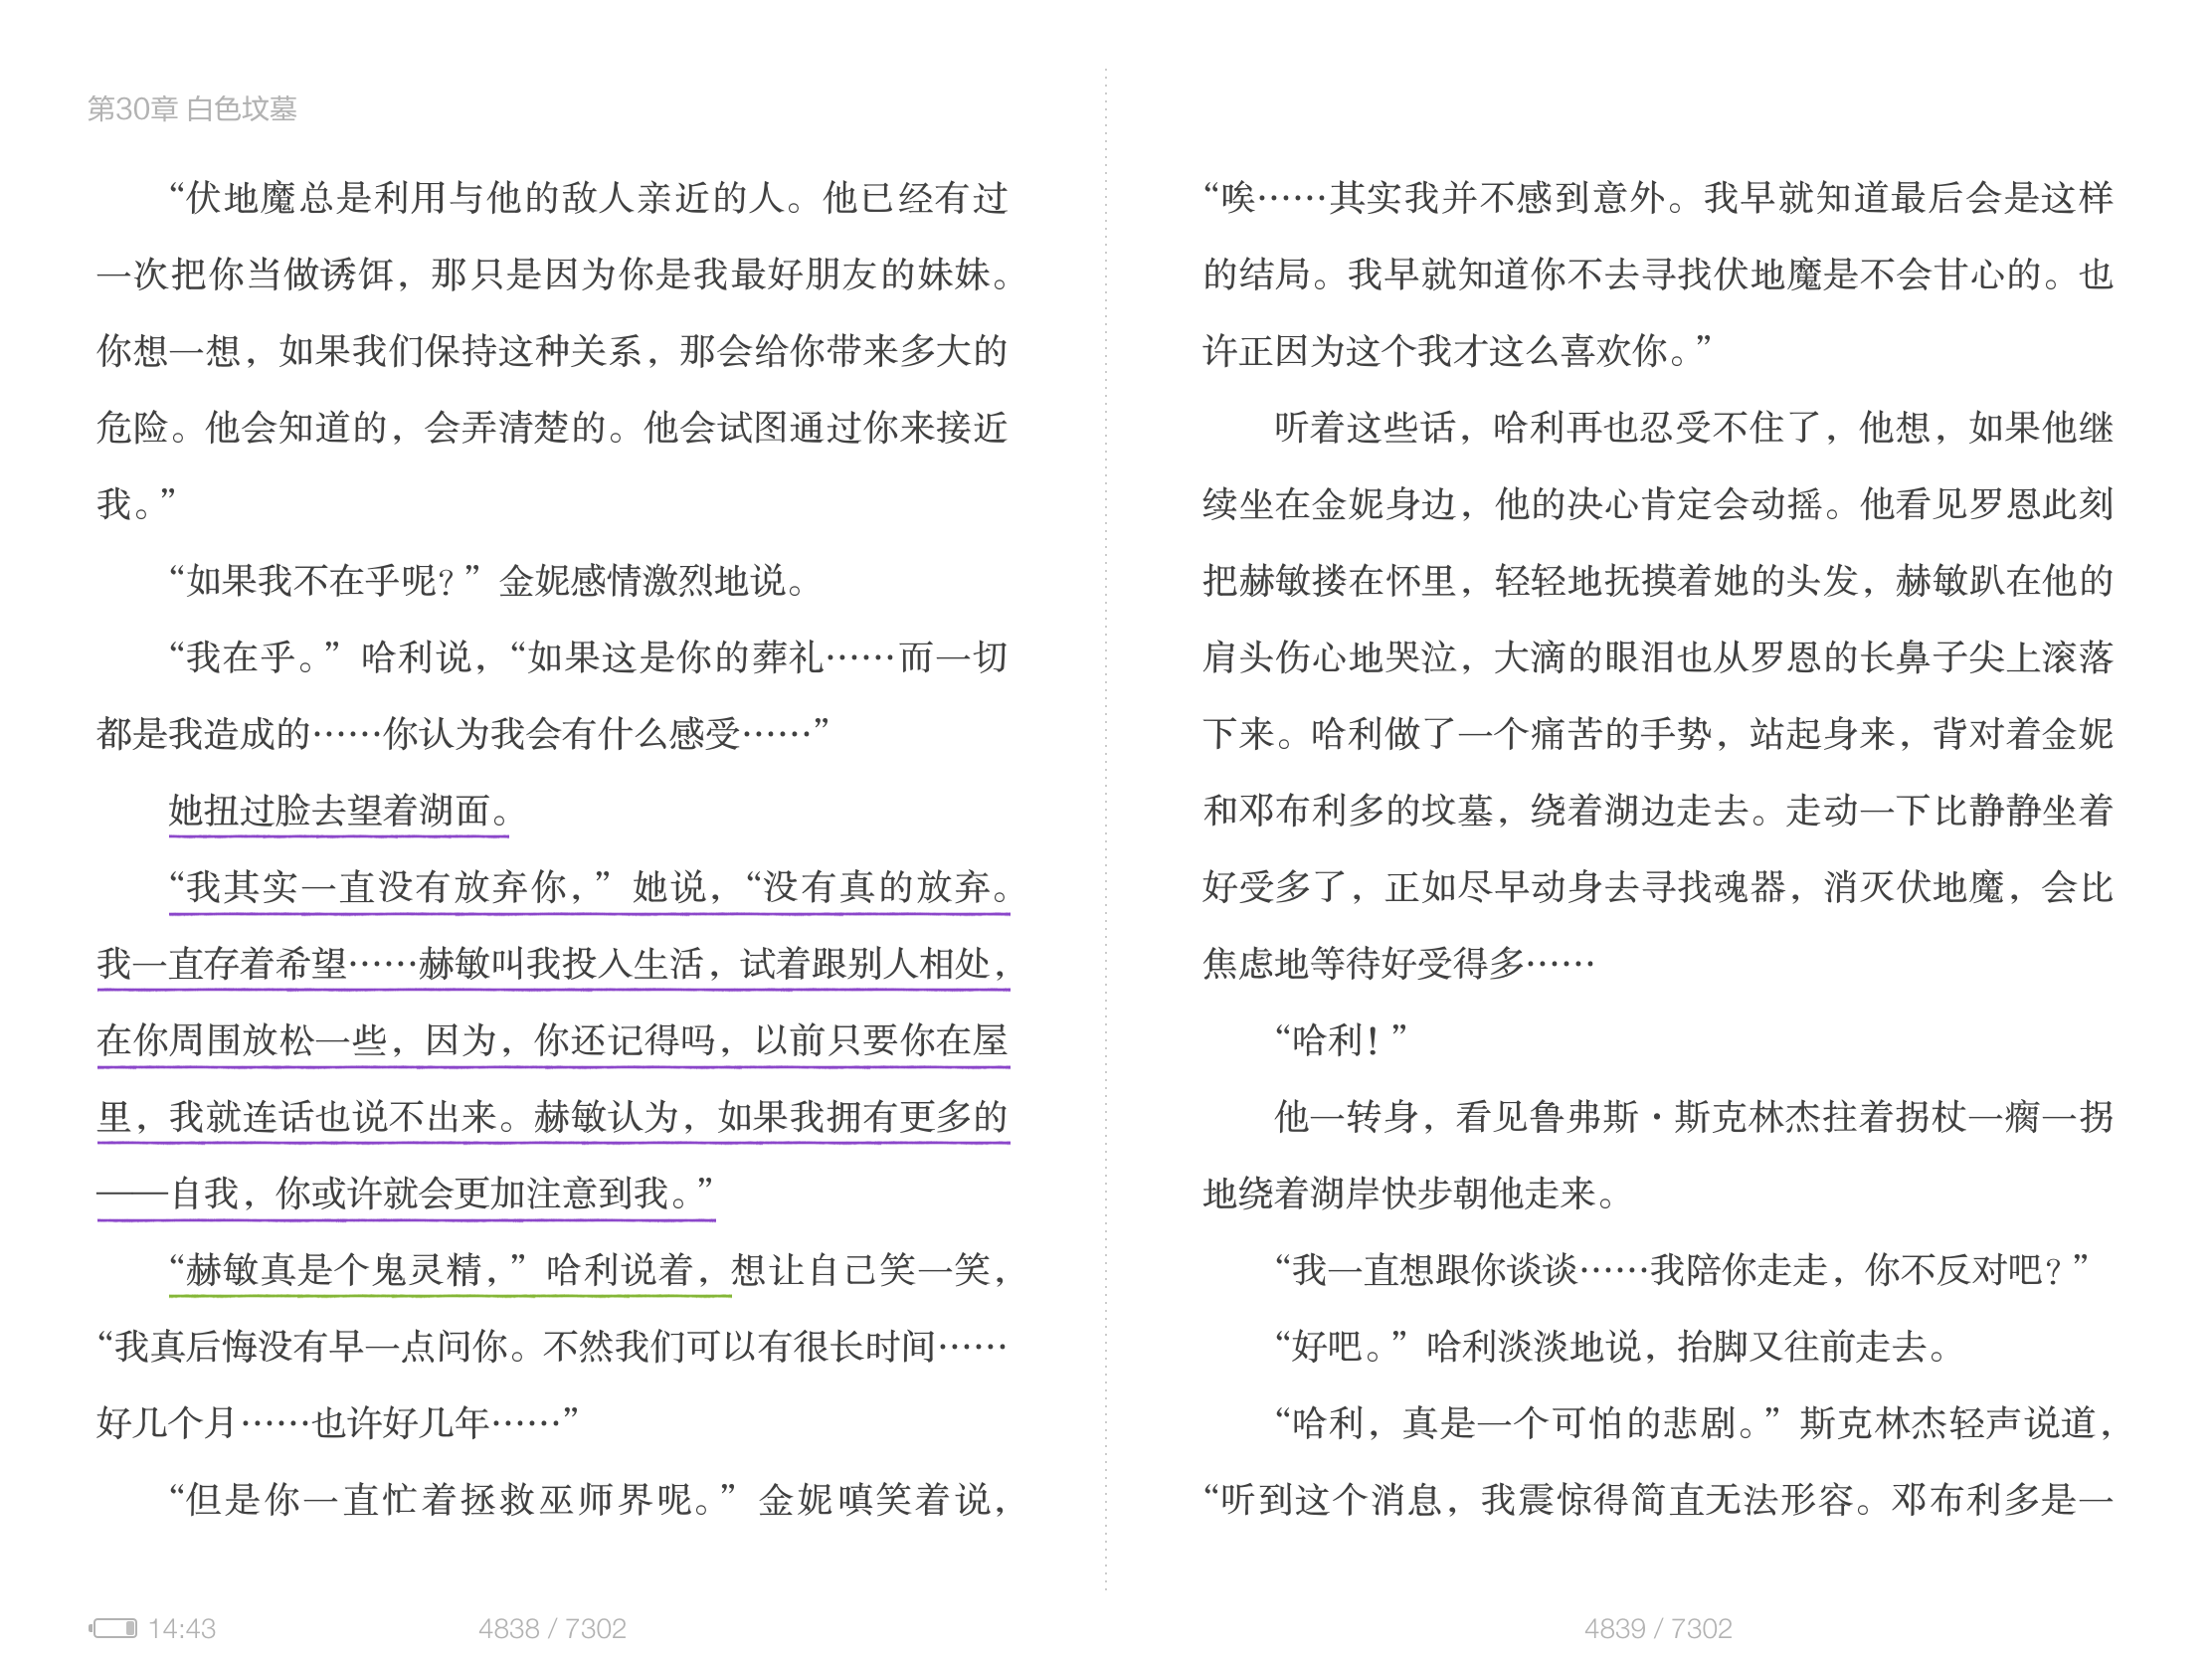 第30章 白色坟墓
“伏地魔总是利用与他的敌人亲近的人。他已经有过
一次把你当做诱饵，那只是因为你是我最好朋友的妹妹。
你想一想，如果我们保持这种关系，那会给你带来多大的
危险。他会知道的，会弄清楚的。他会试图通过你来接近
我。”
“如果我不在乎呢？”金妮感情激烈地说。
“我在乎。”哈利说，“如果这是你的葬礼……而一切
都是我造成的……你认为我会有什么感受……”
她扭过脸去望着湖面。
“我其实一直没有放弃你，”她说，“没有真的放弃。
我一直存着希望……赫敏叫我投入生活，试着跟别人相处，
在你周围放松一些，因为，你还记得吗，以前只要你在屋
里，我就连话也说不出来。赫敏认为，如果我拥有更多的
——自我，你或许就会更加注意到我。”
“赫敏真是个鬼灵精，”哈利说着，想让自己笑一笑，
“我真后悔没有早一点问你。不然我们可以有很长时间……
好几个月……也许好几年……”
“但是你一直忙着拯救巫师界呢。”金妮嗔笑着说，
14:43
4838 / 7302
“唉……其实我并不感到意外。我早就知道最后会是这样
的结局。我早就知道你不去寻找伏地魔是不会甘心的。也
许正因为这个我才这么喜欢你。”
听着这些话，哈利再也忍受不住了，他想，如果他继
续坐在金妮身边，他的决心肯定会动摇。他看见罗恩此刻
把赫敏搂在怀里，轻轻地抚摸着她的头发，赫敏趴在他的
肩头伤心地哭泣，大滴的眼泪也从罗恩的长鼻子尖上滚落
下来。哈利做了一个痛苦的手势，站起身来，背对着金妮
和邓布利多的坟墓，绕着湖边走去。走动一下比静静坐着
好受多了，正如尽早动身去寻找魂器，消灭伏地魔，会比
焦虑地等待好受得多……
“哈利！”
他一转身，看见鲁弗斯·斯克林杰拄着拐杖一瘸一拐
地绕着湖岸快步朝他走来。
“我一直想跟你谈谈……我陪你走走，你不反对吧？”
“好吧。”哈利淡淡地说，抬脚又往前走去。
“哈利，真是一个可怕的悲剧。”斯克林杰轻声说道，
“听到这个消息，我震惊得简直无法形容。邓布利多是一
4839 / 7302